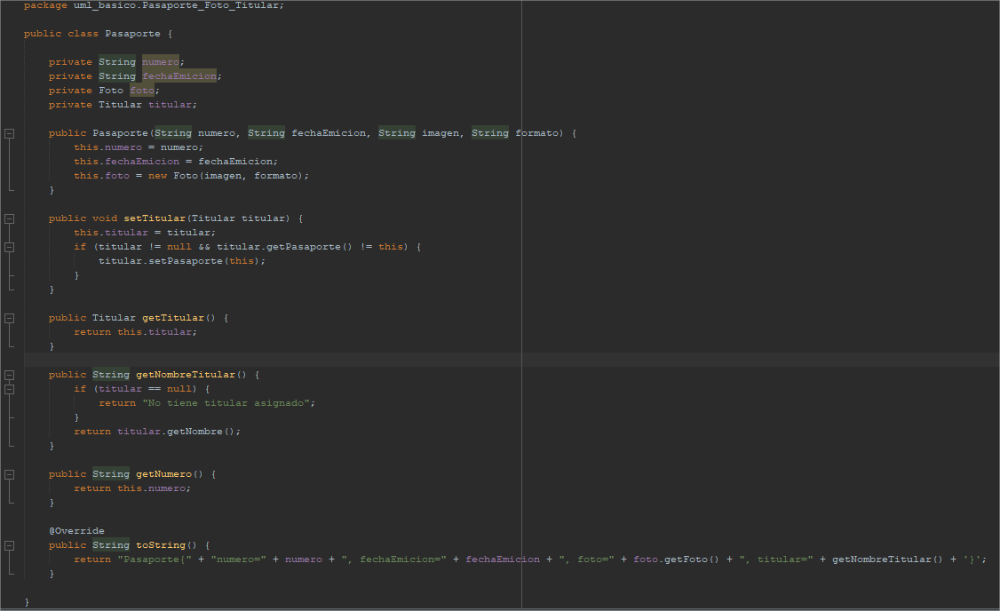 package uml_basico.Pasaporte_Foto_Titular;
public class Pasaporte {
private String numero;
private String fechaEmicion;
private Foto foto;
private Titular titular;
public Pasaporte(String numero, String fechaEmicion, String imagen, String formato) {
this.numero = numero;
this.fechaEmicion = fechaEmicion;
this.foto = new Foto(imagen, formato);
}
public void setTitular(Titular titular) {
this.titular = titular;
if (titular != null && titular.getPasaporte() != this) {
titular.setPasaporte(this);
}
}
public Titular getTitular() {
return this.titular;
}
public String getNombreTitular() {
if (titular == null) {
return "No tiene titular asignado";
}
return titular.getNombre();
}
public String getNumero() {
return this.numero;
}
@Override
public String toString() {
return "Pasaporte{" + "numero=" + numero + ", fechaEmicion=" + fechaEmicion + ", foto=" + foto.getFoto() + ", titular=" + getNombreTitular() + '}';
}
}